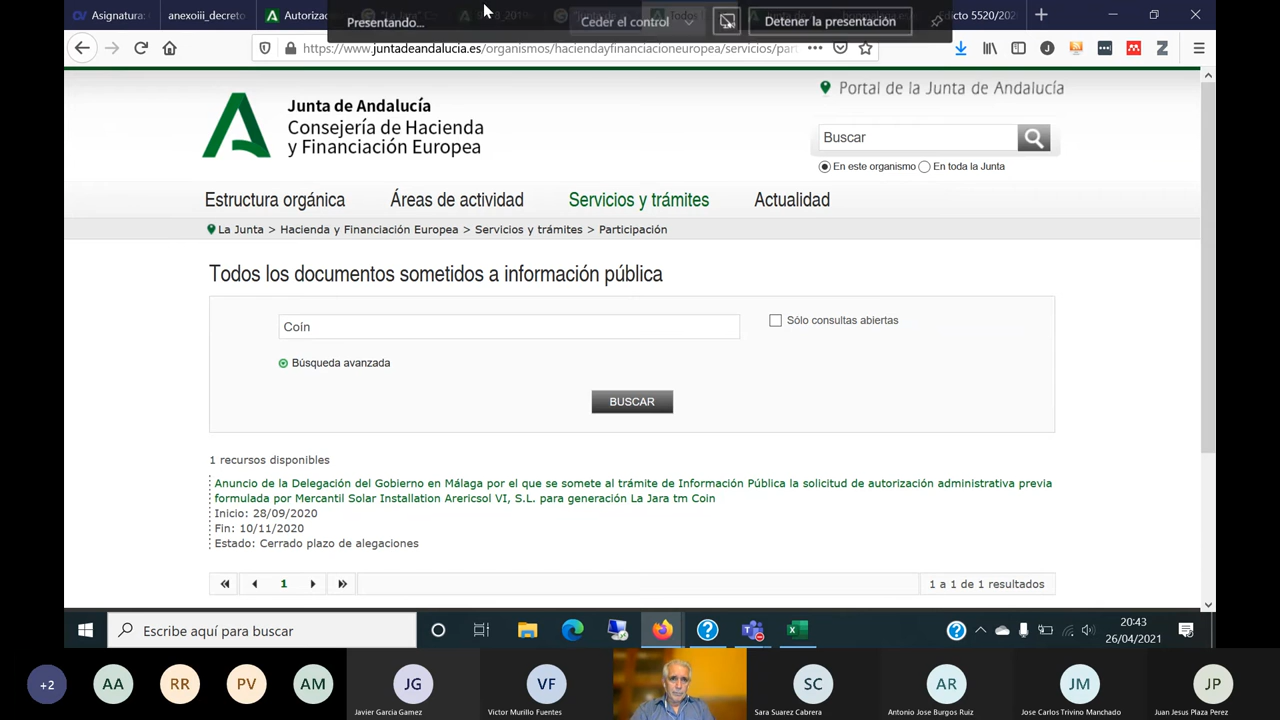 Asignatura:
anexoiii_decreto
Autoriza
"La Jara"
Todos
Edicto 5520/202
Presentando...
Ceder el control
Detener la presentación
https://www.juntadeandalucia.es/organismos/haciendayfinanciacioneuropea/servicios/part
Portal de la Junta de Andalucía
Junta de Andalucía
Consejería de Hacienda
y Financiación Europea
Buscar
En este organismo
En toda la Junta
Estructura orgánica
Áreas de actividad
Servicios y trámites
Actualidad
La Junta > Hacienda y Financiación Europea > Servicios y trámites > Participación
Todos los documentos sometidos a información pública
Coín
Sólo consultas abiertas
Búsqueda avanzada
BUSCAR
1 recursos disponibles
Anuncio de la Delegación del Gobierno en Málaga por el que se somete al trámite de Información Pública la solicitud de autorización administrativa previa
formulada por Mercantil Solar Installation Arericsol VI, S.L. para generación La Jara tm Coin
Inicio: 28/09/2020
Fin: 10/11/2020
Estado: Cerrado plazo de alegaciones
1
1 a 1 de 1 resultados
Escribe aquí para buscar
20:43
26/04/2021
+2
AA
RR
PV
AM
JG
VF
SC
AR
JM
JP
Javier Garcia Gamez
Victor Murillo Fuentes
Sara Suarez Cabrera
Antonio Jose Burgos Ruiz
Jose Carlos Trivino Manchado
Juan Jesus Plaza Perez